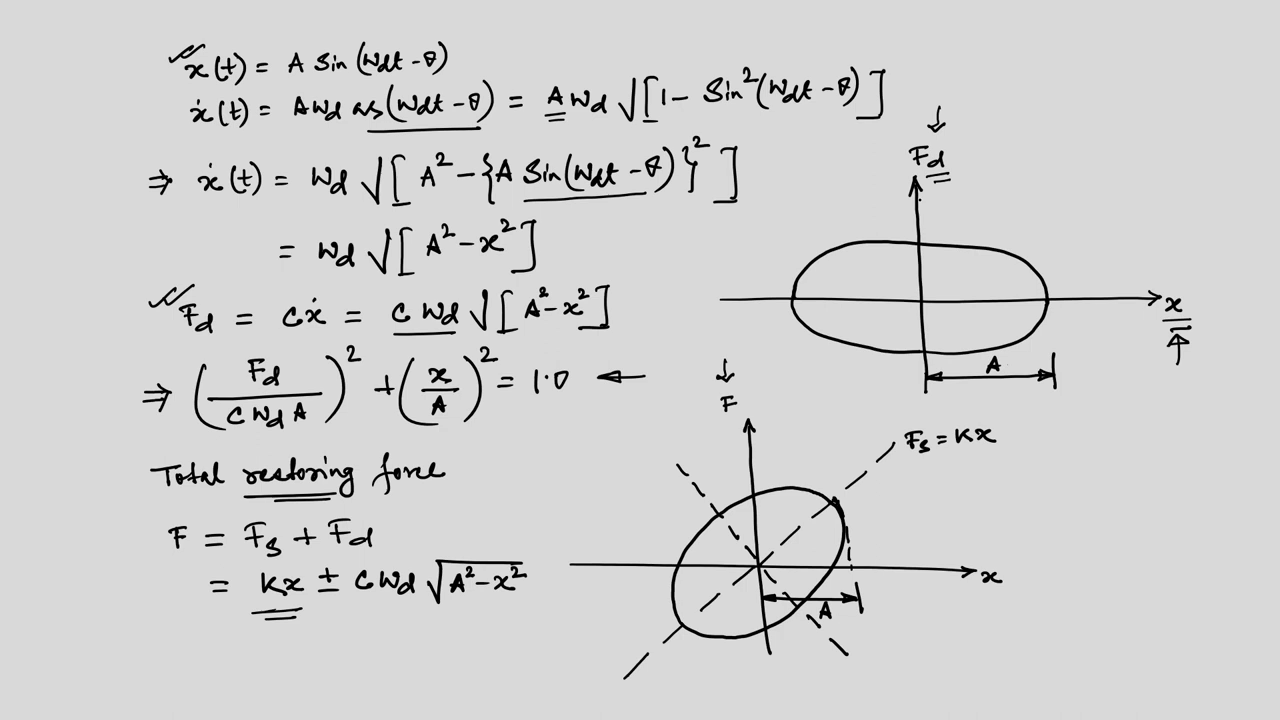 x(t) = A Sin(ωdt - θ)
ẋ(t) = Aωd cos(ωdt - θ) = Aωd √[1 - Sin²(ωdt - θ)]
⇒ ẋ(t) = ωd √[A² - {A Sin(ωdt - θ)}²]
= ωd √[A² - x²]
Fd = Cẋ = Cωd √[A² - x²]
⇒ (Fd / CωdA)² + (x/A)² = 1.0 ←
Total restoring force
F = Fs + Fd
= Kx ± Cωd √A² - x²
Fd
x
A
F
Fs = Kx
x
A